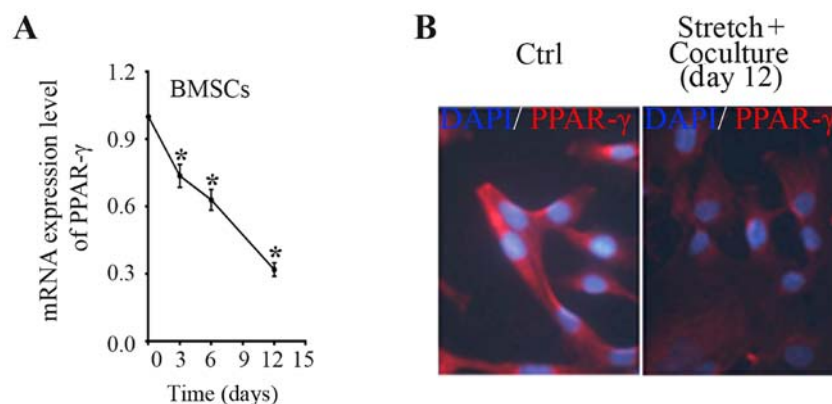 A
mRNA expression level
of PPAR-γ
1.2
0.9
0.6
0.3
0.0
BMSCs
*
*
*
0 3 6 9 12 15
Time (days)
B
Ctrl
Stretch +
Coculture
(day 12)
DAPI/ PPAR-γ
DAPI/ PPAR-γ